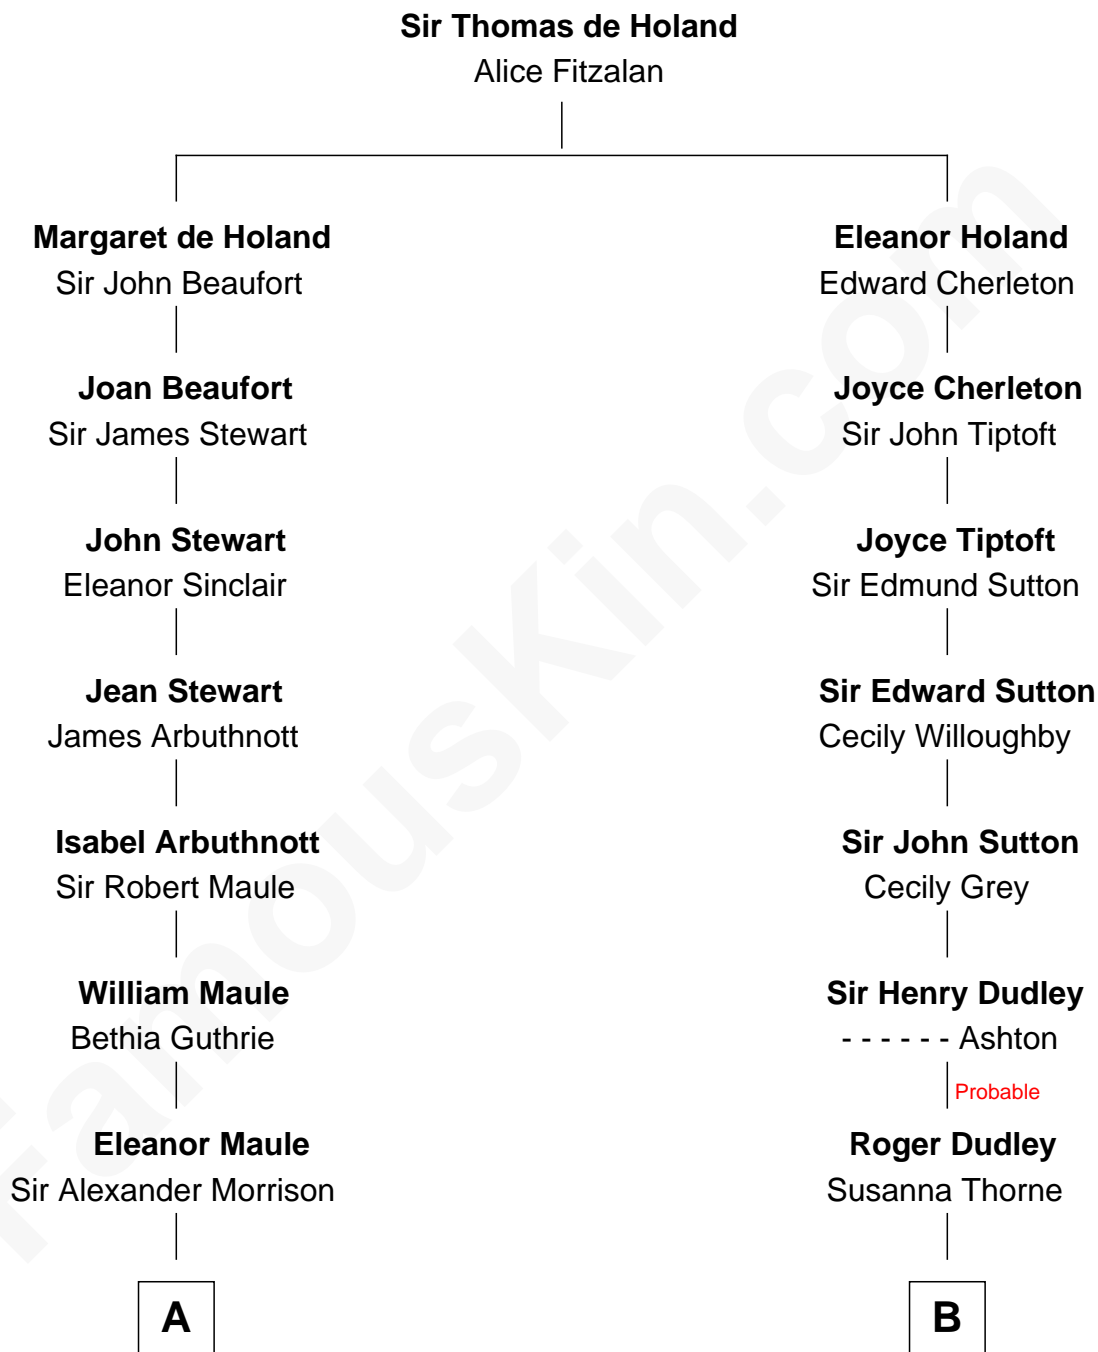 Sir Thomas de Holand
Alice Fitzalan
Margaret de Holand
Sir John Beaufort
Joan Beaufort
Sir James Stewart
John Stewart
Eleanor Sinclair
Jean Stewart
James Arbuthnott
Isabel Arbuthnott
Sir Robert Maule
William Maule
Bethia Guthrie
Eleanor Maule
Sir Alexander Morrison
A
Eleanor Holand
Edward Cherleton
Joyce Cherleton
Sir John Tiptoft
Joyce Tiptoft
Sir Edmund Sutton
Sir Edward Sutton
Cecily Willoughby
Sir John Sutton
Cecily Grey
Sir Henry Dudley
- - - - - - Ashton
Probable
Roger Dudley
Susanna Thorne
B
FamousKin.com